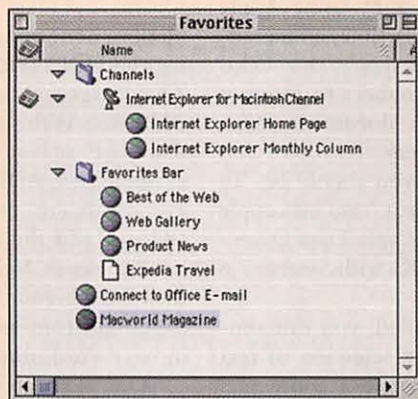 Favorites
Name
Channels
Internet Explorer for Macintosh Channel
Internet Explorer Home Page
Internet Explorer Monthly Column
Favorites Bar
Best of the Web
Web Gallery
Product News
Expedia Travel
Connect to Office E-mail
Macworld Magazine